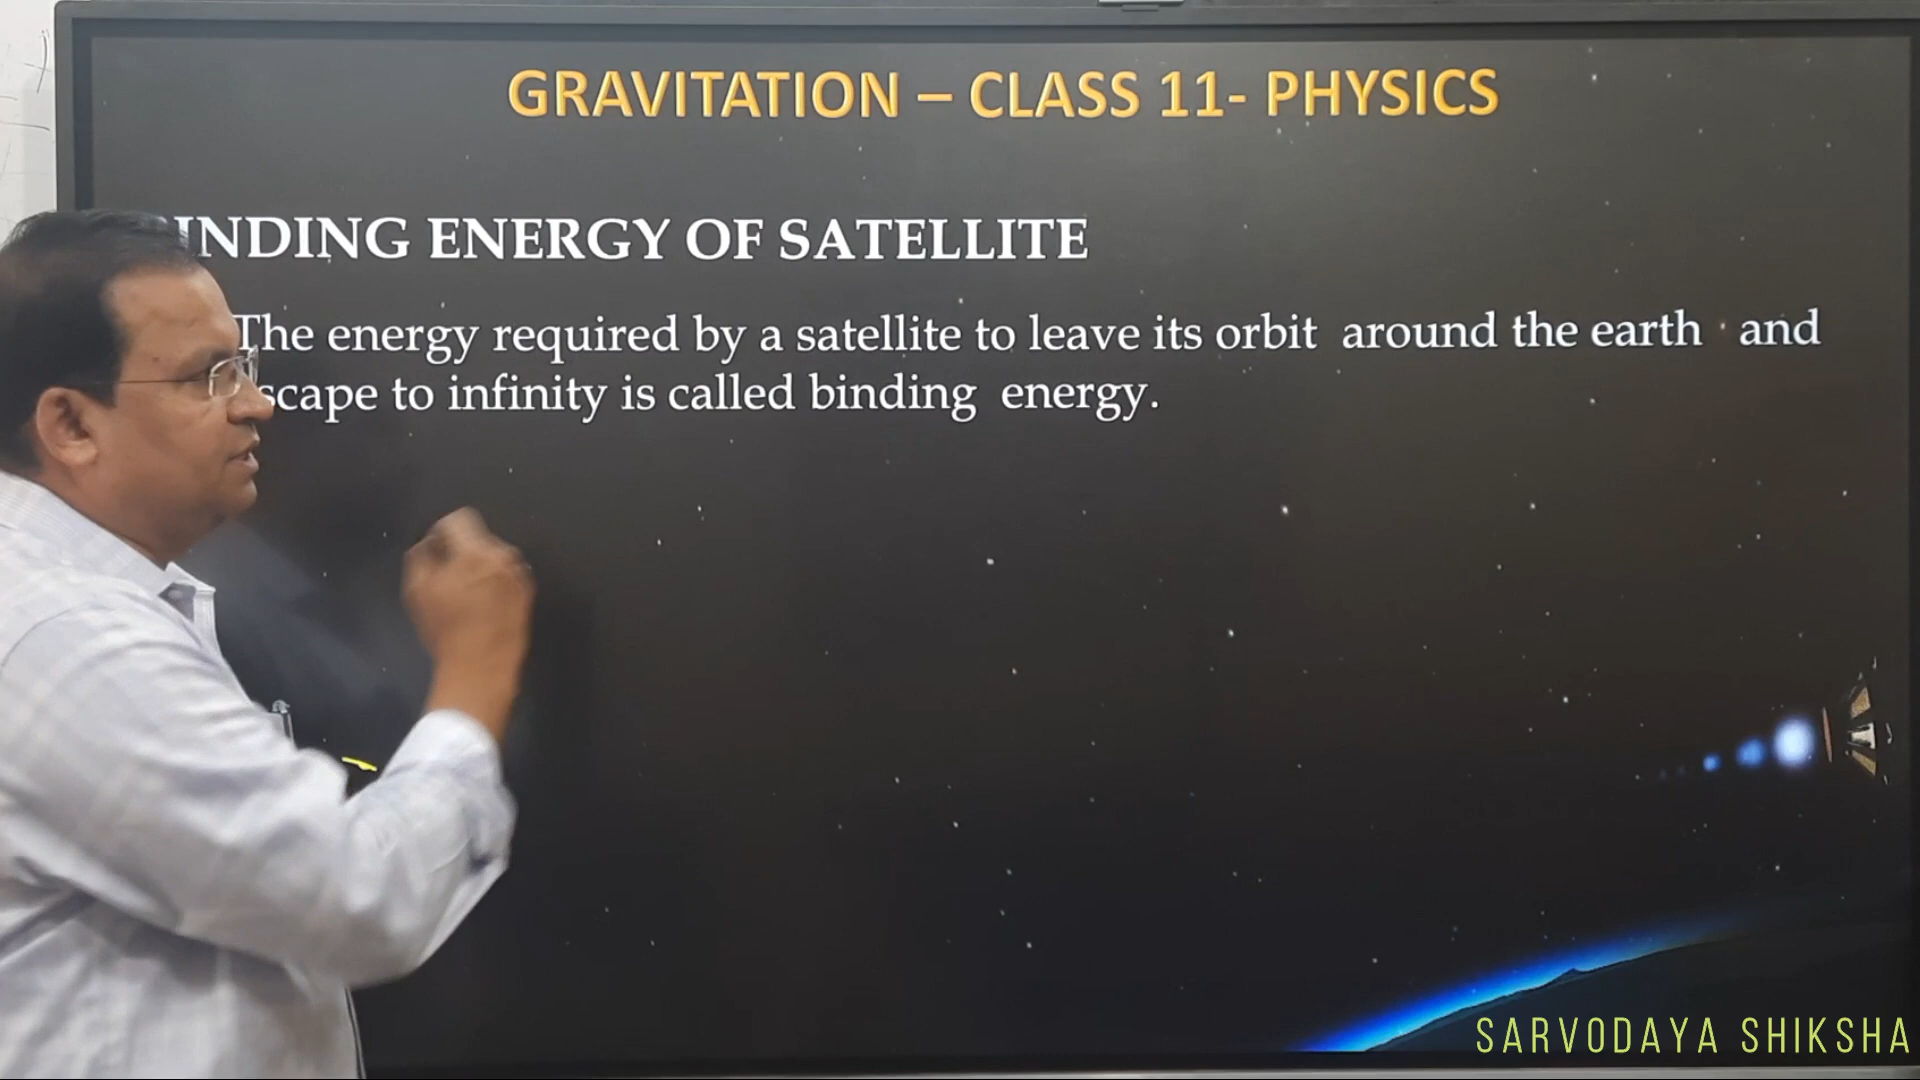 GRAVITATION – CLASS 11- PHYSICS
INDING ENERGY OF SATELLITE
The energy required by a satellite to leave its orbit around the earth and
scape to infinity is called binding energy.
SARVODAYA SHIKSHA